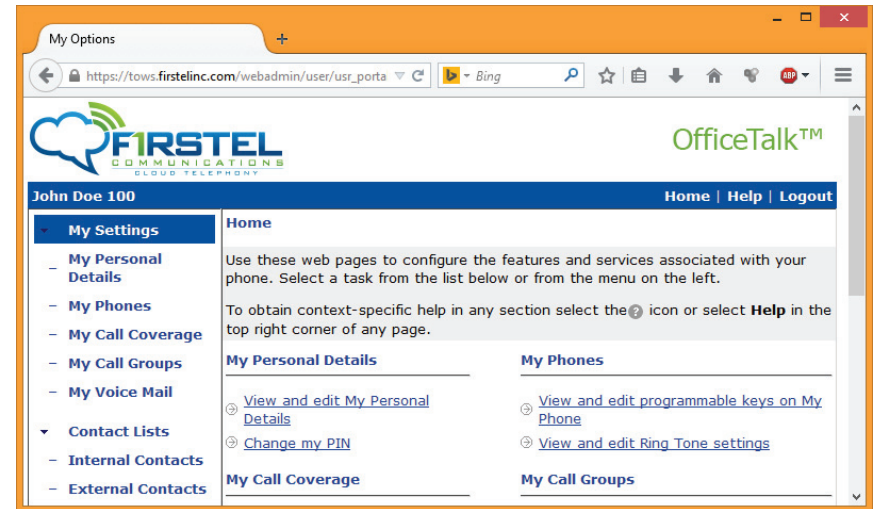 My Options
https://tows.firstelinc.com/webadmin/user/usr_porta
Bing
ABP
F1RSTEL
COMMUNICATIONS
CLOUD TELEPHONY
OfficeTalk™
John Doe 100
Home | Help | Logout
My Settings
My Personal
Details
My Phones
My Call Coverage
My Call Groups
My Voice Mail
Contact Lists
Internal Contacts
External Contacts
Home
Use these web pages to configure the features and services associated with your
phone. Select a task from the list below or from the menu on the left.
To obtain context-specific help in any section select the ? icon or select Help in the
top right corner of any page.
My Personal Details
View and edit My Personal
Details
Change my PIN
My Phones
View and edit programmable keys on My
Phone
View and edit Ring Tone settings
My Call Coverage
My Call Groups